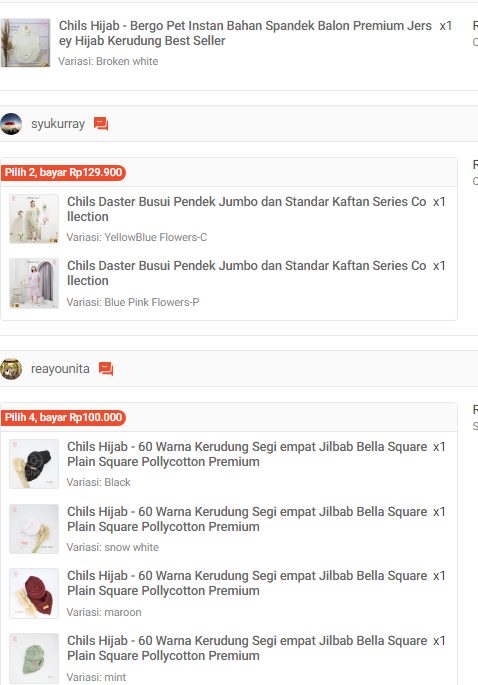 Chils Hijab - Bergo Pet Instan Bahan Spandek Balon Premium Jers x1
ey Hijab Kerudung Best Seller
Variasi: Broken white
syukurray
Pilih 2, bayar Rp129.900
Chils Daster Busui Pendek Jumbo dan Standar Kaftan Series Co x1
llection
Variasi: YellowBlue Flowers-C
Chils Daster Busui Pendek Jumbo dan Standar Kaftan Series Co x1
llection
Variasi: Blue Pink Flowers-P
reayounita
Pilih 4, bayar Rp100.000
Chils Hijab - 60 Warna Kerudung Segi empat Jilbab Bella Square x1
Plain Square Pollycotton Premium
Variasi: Black
Chils Hijab - 60 Warna Kerudung Segi empat Jilbab Bella Square x1
Plain Square Pollycotton Premium
Variasi: snow white
Chils Hijab - 60 Warna Kerudung Segi empat Jilbab Bella Square x1
Plain Square Pollycotton Premium
Variasi: maroon
Chils Hijab - 60 Warna Kerudung Segi empat Jilbab Bella Square x1
Plain Square Pollycotton Premium
Variasi: mint